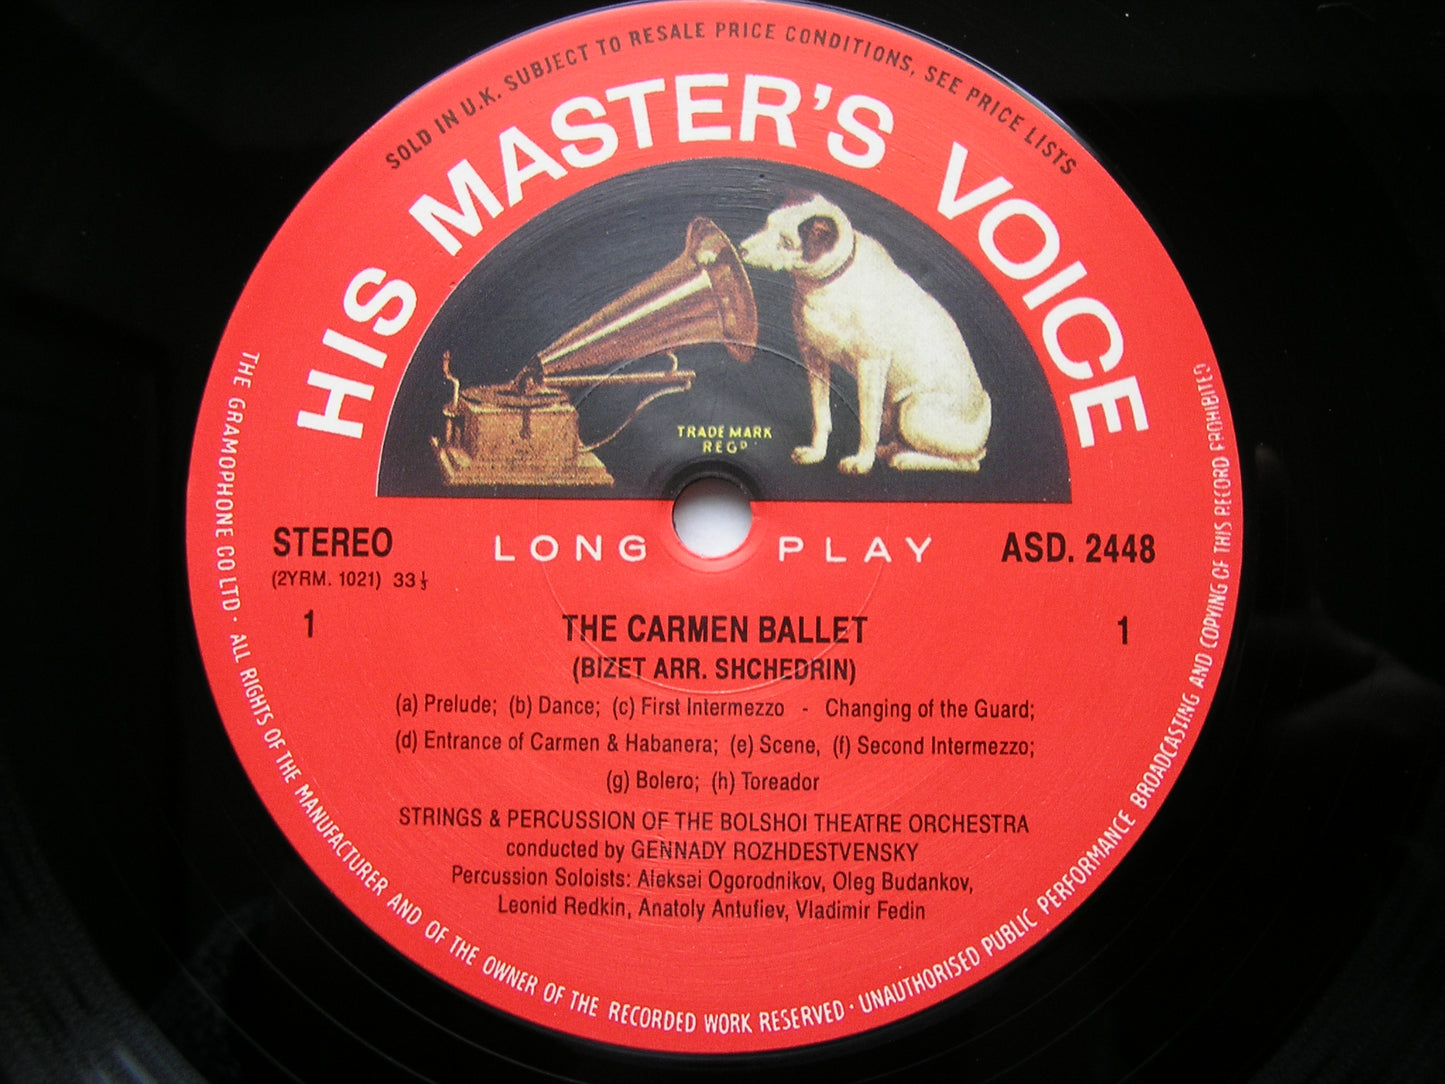 SOLD IN U.K. SUBJECT TO RESALE PRICE CONDITIONS, SEE PRICE LISTS
HIS MASTER'S VOICE
TRADE MARK
REGD
STEREO
LONG PLAY
ASD. 2448
(2YRM. 1021) 33⅓
1
1
THE CARMEN BALLET
(BIZET ARR. SHCHEDRIN)
(a) Prelude; (b) Dance; (c) First Intermezzo - Changing of the Guard;
(d) Entrance of Carmen & Habanera; (e) Scene, (f) Second Intermezzo;
(g) Bolero; (h) Toreador
STRINGS & PERCUSSION OF THE BOLSHOI THEATRE ORCHESTRA
conducted by GENNADY ROZHDESTVENSKY
Percussion Soloists: Aleksei Ogorodnikov, Oleg Budankov,
Leonid Redkin, Anatoly Antufiev, Vladimir Fedin
THE GRAMOPHONE CO LTD · ALL RIGHTS OF THE MANUFACTURER AND OF THE OWNER OF THE RECORDED WORK RESERVED · UNAUTHORISED PUBLIC PERFORMANCE BROADCASTING AND COPYING OF THIS RECORD PROHIBITED